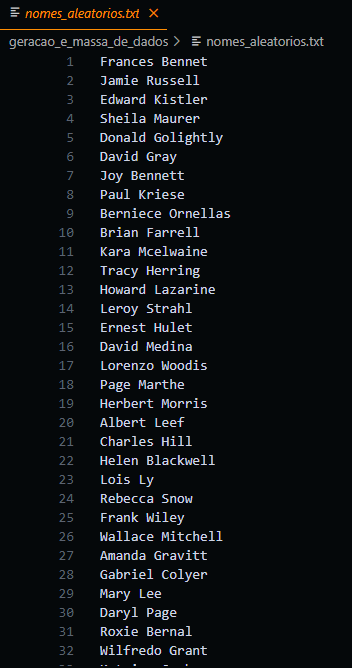 nomes_aleatorios.txt ×
geracao_e_massa_de_dados > nomes_aleatorios.txt
1 Frances Bennet
2 Jamie Russell
3 Edward Kistler
4 Sheila Maurer
5 Donald Golightly
6 David Gray
7 Joy Bennett
8 Paul Kriese
9 Berniece Ornellas
10 Brian Farrell
11 Kara Mcelwaine
12 Tracy Herring
13 Howard Lazarine
14 Leroy Strahl
15 Ernest Hulet
16 David Medina
17 Lorenzo Woodis
18 Page Marthe
19 Herbert Morris
20 Albert Leef
21 Charles Hill
22 Helen Blackwell
23 Lois Ly
24 Rebecca Snow
25 Frank Wiley
26 Wallace Mitchell
27 Amanda Gravitt
28 Gabriel Colyer
29 Mary Lee
30 Daryl Page
31 Roxie Bernal
32 Wilfredo Grant